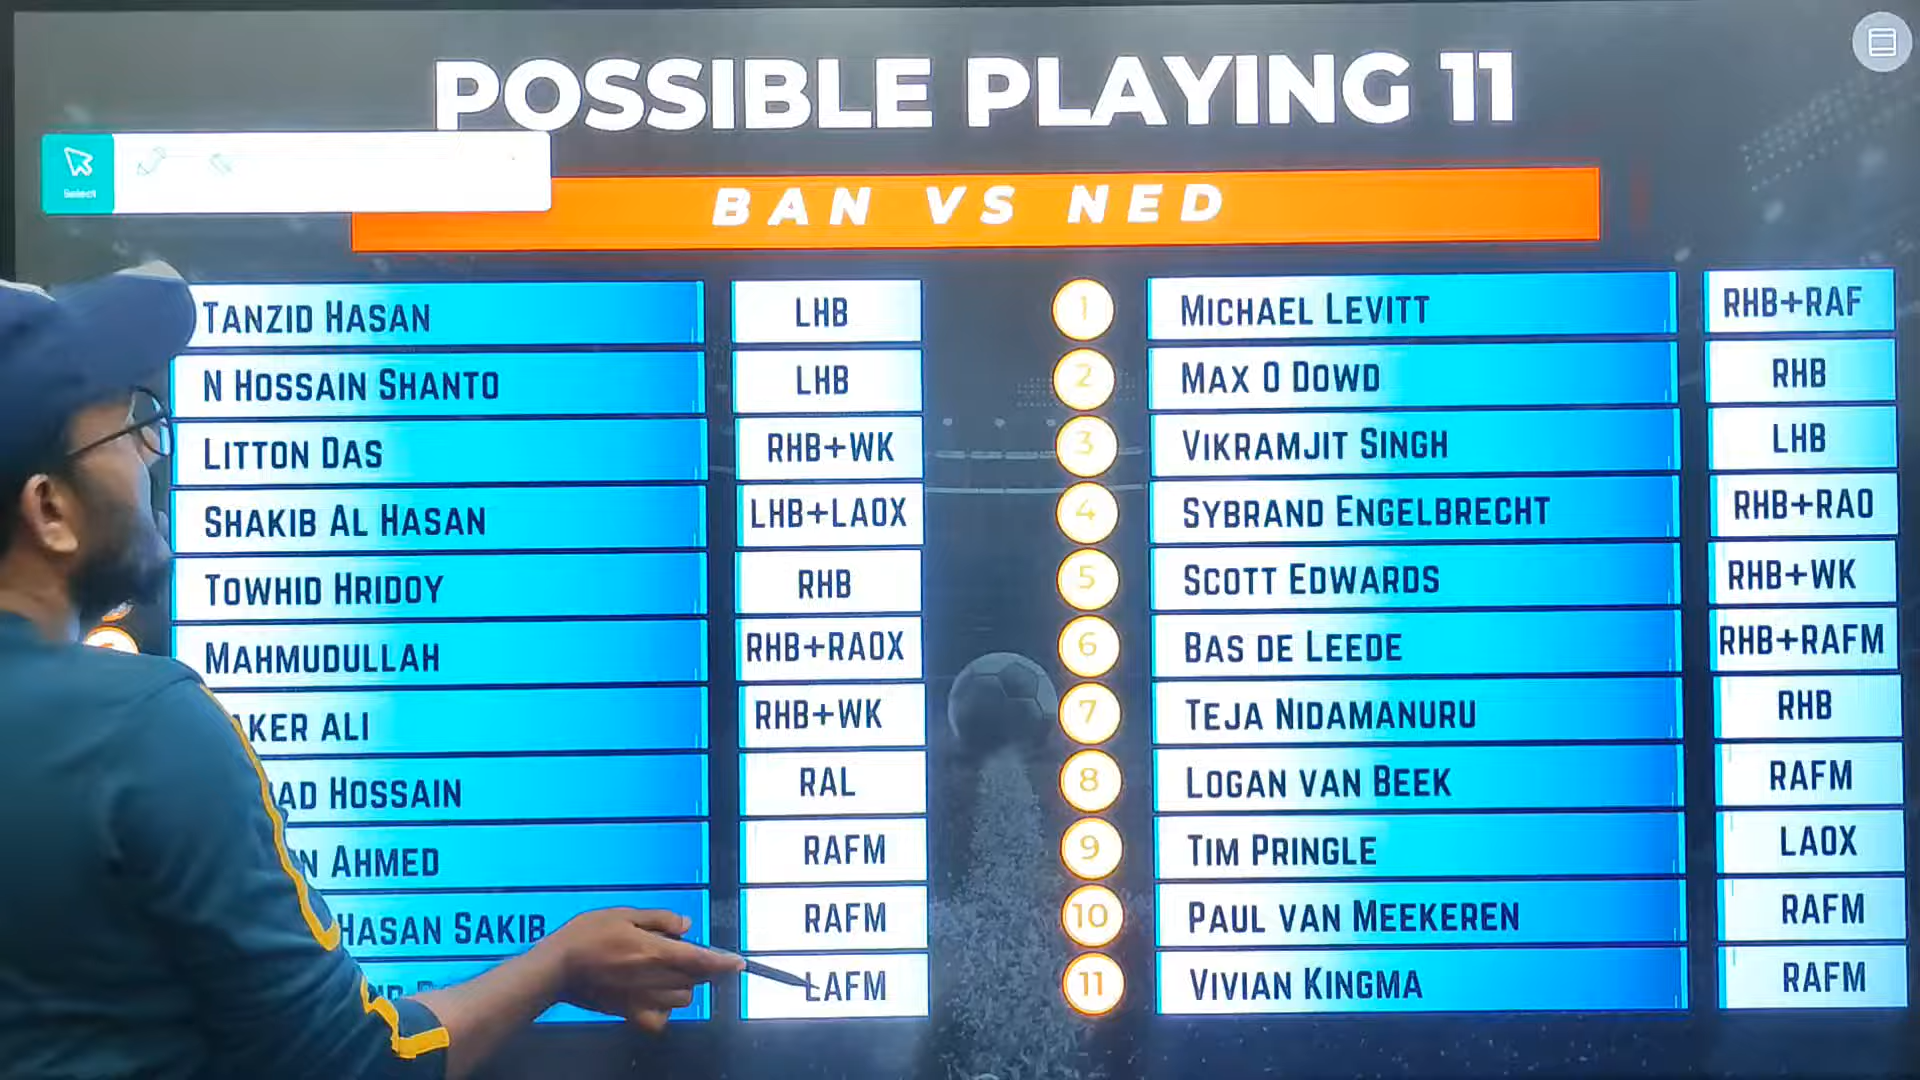 POSSIBLE PLAYING 11
Select
BAN VS NED
TANZID HASAN LHB 1 MICHAEL LEVITT RHB+RAF
N HOSSAIN SHANTO LHB 2 MAX O DOWD RHB
LITTON DAS RHB+WK 3 VIKRAMJIT SINGH LHB
SHAKIB AL HASAN LHB+LAOX 4 SYBRAND ENGELBRECHT RHB+RAO
TOWHID HRIDOY RHB 5 SCOTT EDWARDS RHB+WK
MAHMUDULLAH RHB+RAOX 6 BAS DE LEEDE RHB+RAFM
AKER ALI RHB+WK 7 TEJA NIDAMANURU RHB
AD HOSSAIN RAL 8 LOGAN VAN BEEK RAFM
N AHMED RAFM 9 TIM PRINGLE LAOX
HASAN SAKIB RAFM 10 PAUL VAN MEEKEREN RAFM
LAFM 11 VIVIAN KINGMA RAFM